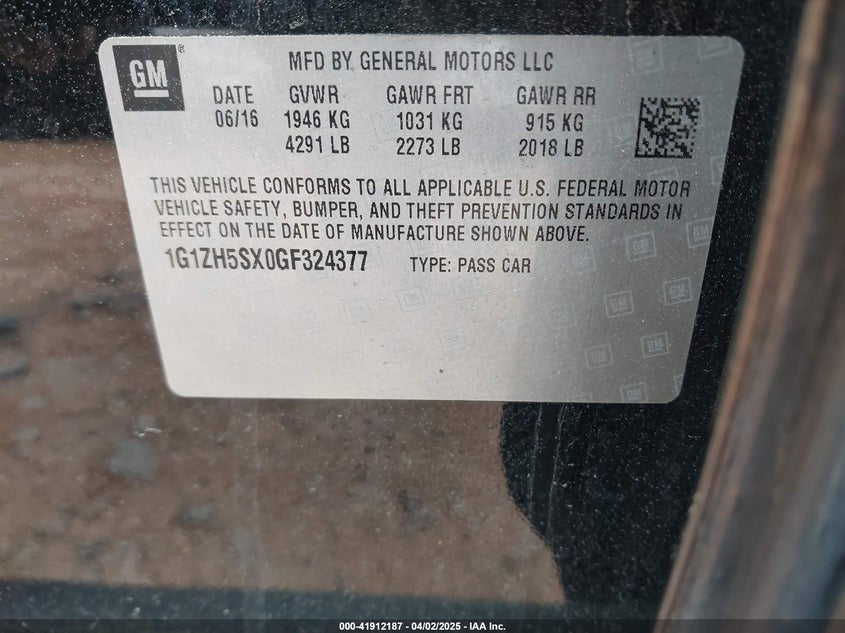 GM ®
MFD BY GENERAL MOTORS LLC
DATE GVWR GAWR FRT GAWR RR
06/16 1946 KG 1031 KG 915 KG
4291 LB 2273 LB 2018 LB
THIS VEHICLE CONFORMS TO ALL APPLICABLE U.S. FEDERAL MOTOR
VEHICLE SAFETY, BUMPER, AND THEFT PREVENTION STANDARDS IN
EFFECT ON THE DATE OF MANUFACTURE SHOWN ABOVE.
1G1ZH5SX0GF324377 TYPE: PASS CAR
000-41912187 - 04/02/2025 - IAA Inc.